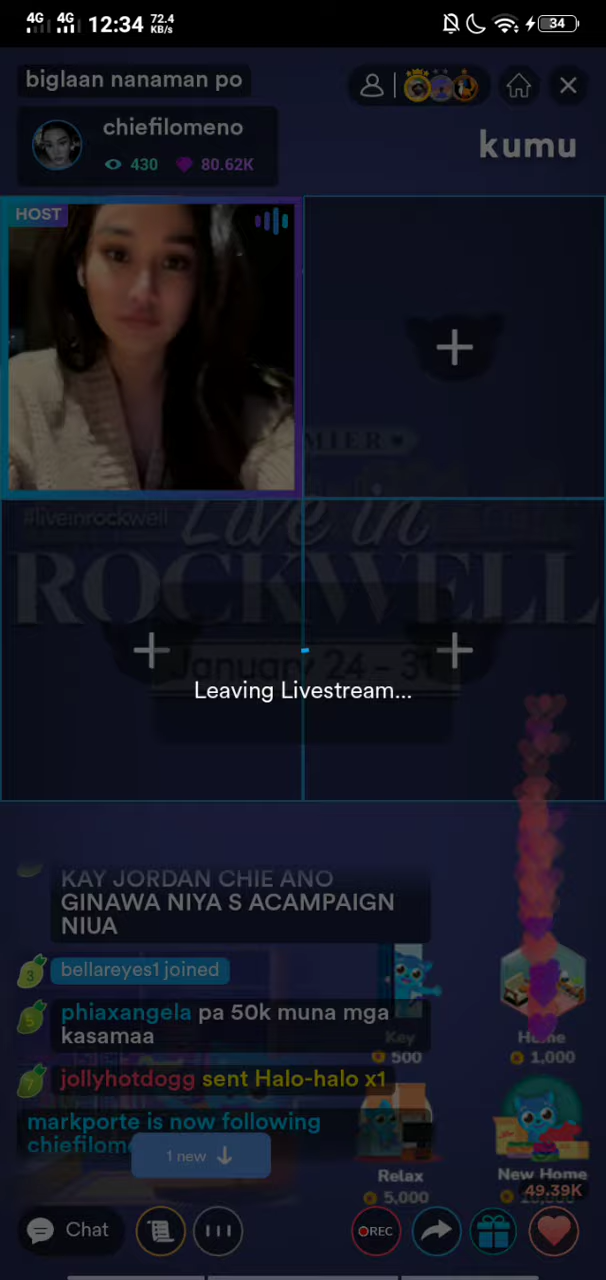 4G 4G 12:34 72.4 KB/s 34
biglaan nanaman po
chiefilomeno
430 80.62K
kumu
HOST
MIER
#liveinrockwell
Live in
ROCKWELL
January 24 - 31
Leaving Livestream...
KAY JORDAN CHIE ANO
GINAWA NIYA S ACAMPAIGN
NIUA
3 bellareyes1 joined
5 phiaxangela pa 50k muna mga
kasamaa
Key
500
Home
1,000
7 jollyhotdogg sent Halo-halo x1
markporte is now following
chiefilome
1 new
Relax
5,000
New Home
49.39K
Chat
REC